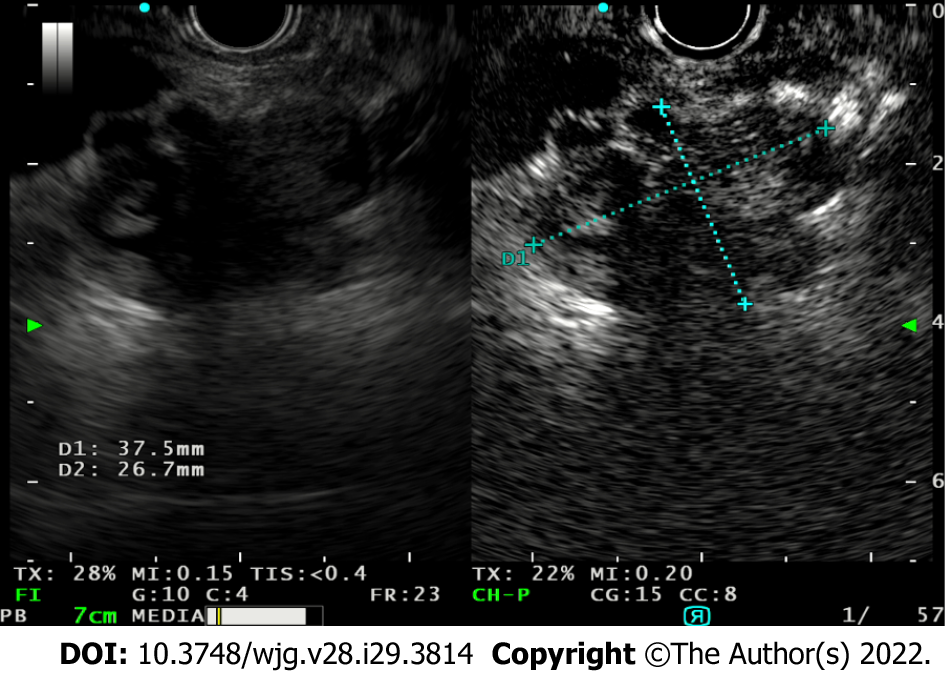 0
2
D1
4
D1: 37.5mm
D2: 26.7mm
6
TX: 28% MI:0.15 TIS:<0.4 TX: 22% MI:0.20
FI G:10 C:4 FR:23 CH-P CG:15 CC:8
PB 7cm MEDIA Я 1/ 57
DOI: 10.3748/wjg.v28.i29.3814 Copyright ©The Author(s) 2022.